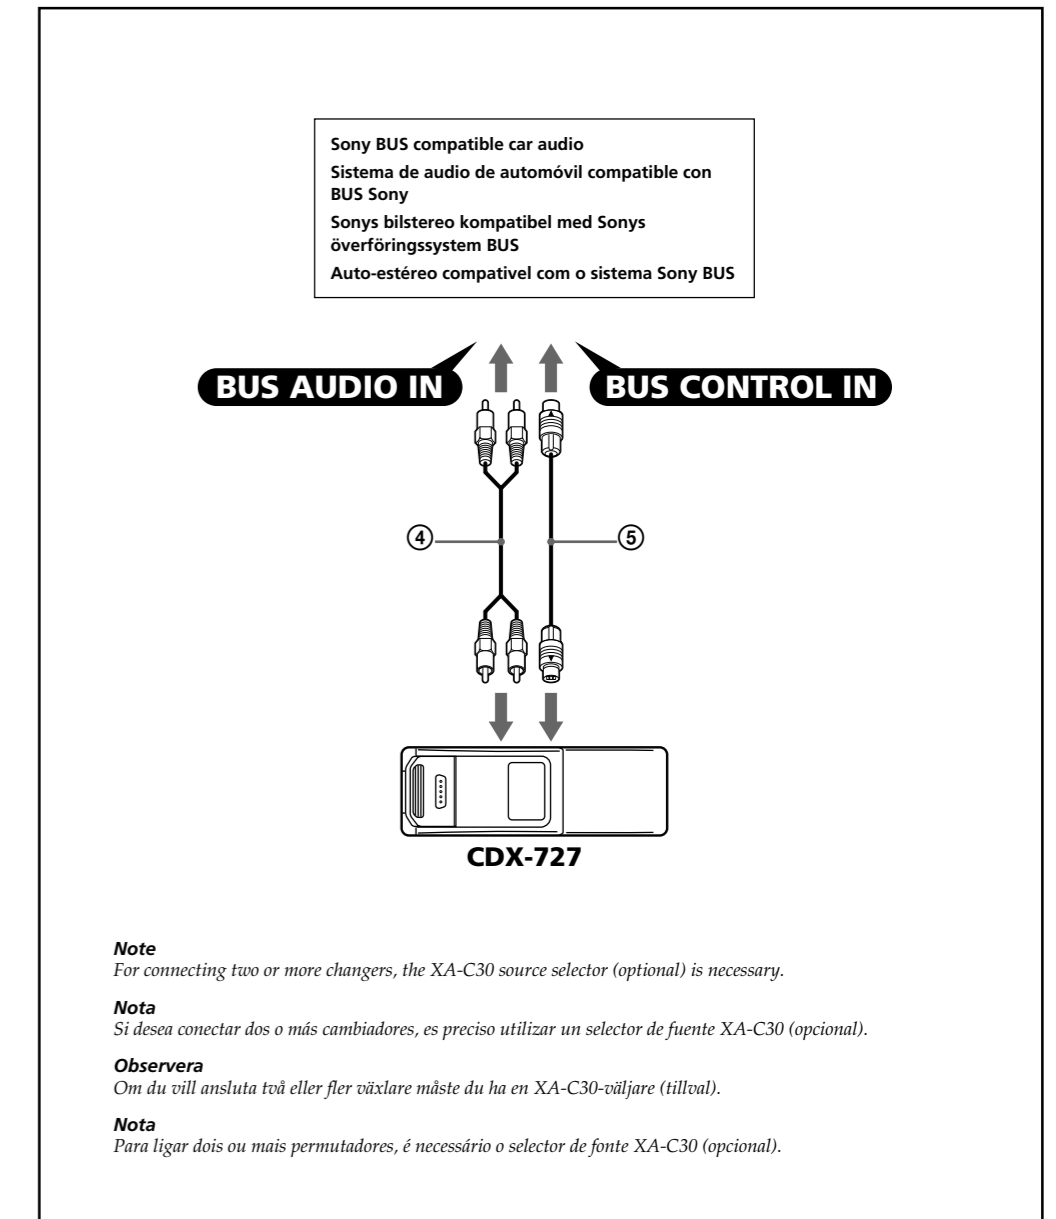 Sony BUS compatible car audio
Sistema de audio de automóvil compatible con
BUS Sony
Sonys bilstereo kompatibel med Sonys
överföringssystem BUS
Auto-estéreo compativel com o sistema Sony BUS
BUS AUDIO IN
BUS CONTROL IN
④
⑤
CDX-727
Note
For connecting two or more changers, the XA-C30 source selector (optional) is necessary.
Nota
Si desea conectar dos o más cambiadores, es preciso utilizar un selector de fuente XA-C30 (opcional).
Observera
Om du vill ansluta två eller fler växlare måste du ha en XA-C30-väljare (tillval).
Nota
Para ligar dois ou mais permutadores, é necessário o selector de fonte XA-C30 (opcional).